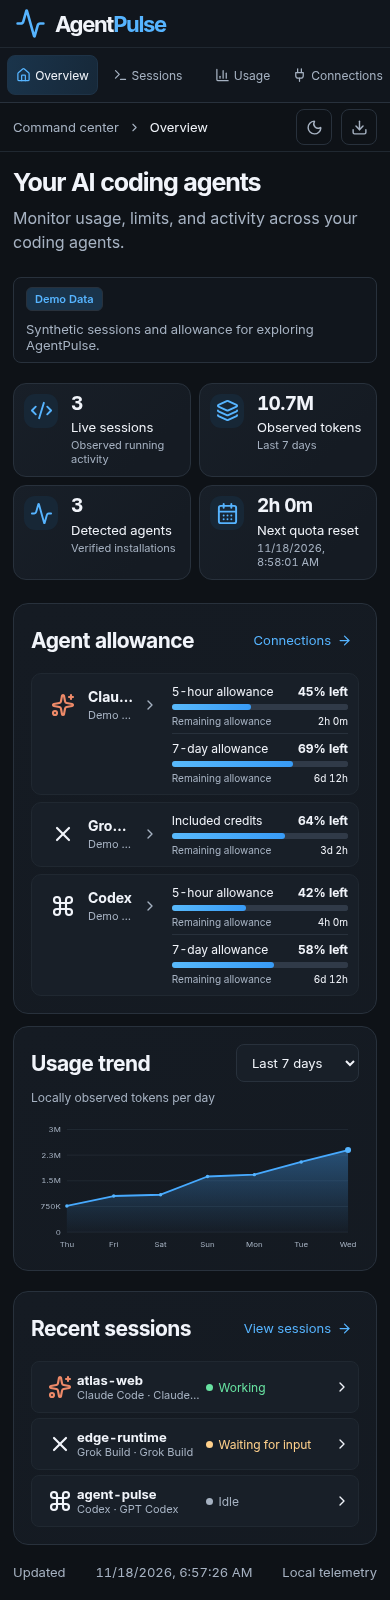 AgentPulse
Overview
Sessions
Usage
Connections
Command center
Overview
Your AI coding agents
Monitor usage, limits, and activity across your
coding agents.
Demo Data
Synthetic sessions and allowance for exploring
AgentPulse.
3
Live sessions
Observed running
activity
10.7M
Observed tokens
Last 7 days
3
Detected agents
Verified installations
2h 0m
Next quota reset
11/18/2026,
8:58:01 AM
Agent allowance
Connections
Clau...
Demo ...
5-hour allowance
45% left
Remaining allowance
2h 0m
7-day allowance
69% left
Remaining allowance
6d 12h
Gro...
Demo ...
Included credits
64% left
Remaining allowance
3d 2h
Codex
Demo ...
5-hour allowance
42% left
Remaining allowance
4h 0m
7-day allowance
58% left
Remaining allowance
6d 12h
Usage trend
Last 7 days
Locally observed tokens per day
3M
2.3M
1.5M
750K
0
Thu
Fri
Sat
Sun
Mon
Tue
Wed
Recent sessions
View sessions
atlas-web
Claude Code · Claude...
Working
edge-runtime
Grok Build · Grok Build
Waiting for input
agent-pulse
Codex · GPT Codex
Idle
Updated
11/18/2026, 6:57:26 AM
Local telemetry